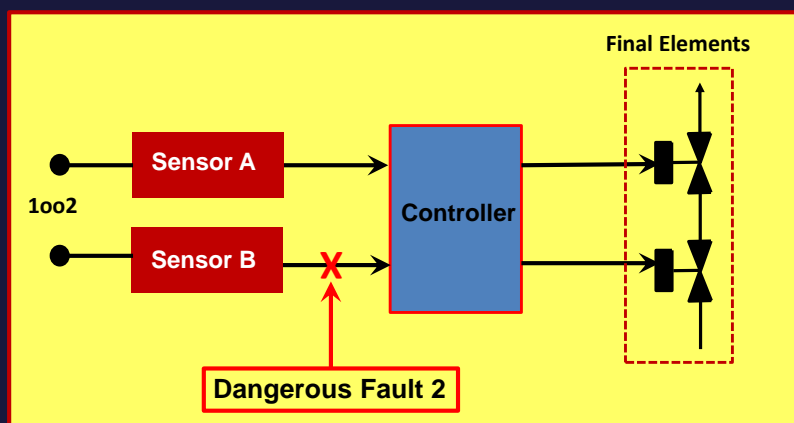 Final Elements
Sensor A
1oo2
Controller
Sensor B
X
Dangerous Fault 2